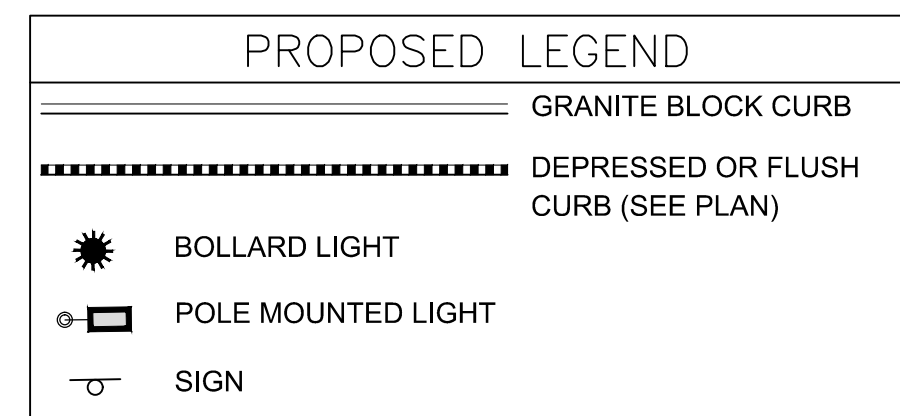 PROPOSED LEGEND
GRANITE BLOCK CURB
DEPRESSED OR FLUSH
CURB (SEE PLAN)
BOLLARD LIGHT
POLE MOUNTED LIGHT
SIGN